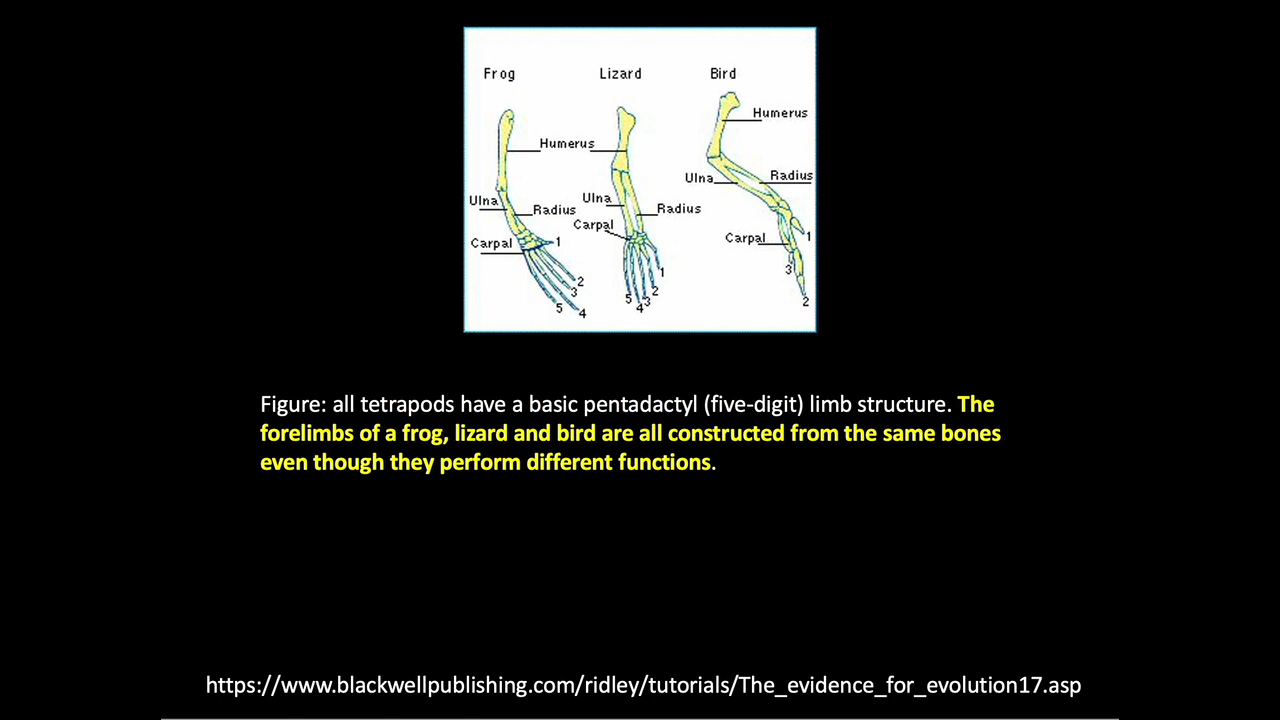 Frog Lizard Bird
Humerus
Humerus
Ulna Radius
Ulna Radius
Ulna Radius
Carpal
Carpal
Carpal
1
2
3
4
5
1
2
3
4
5
1
2
3
Figure: all tetrapods have a basic pentadactyl (five-digit) limb structure. The
forelimbs of a frog, lizard and bird are all constructed from the same bones
even though they perform different functions.
https://www.blackwellpublishing.com/ridley/tutorials/The_evidence_for_evolution17.asp